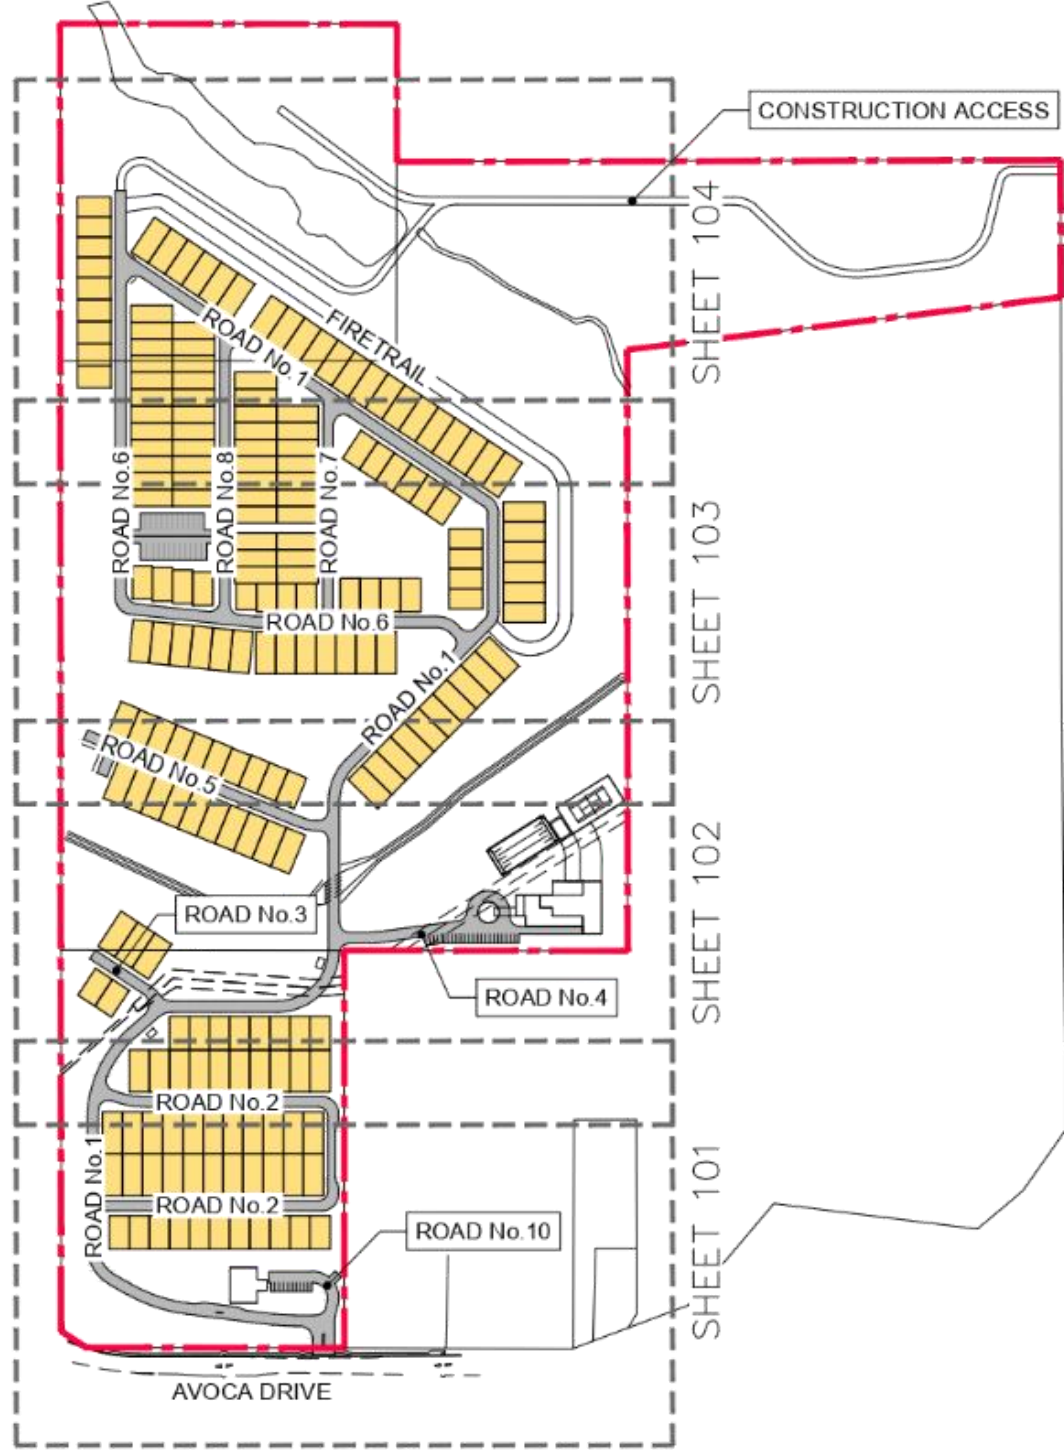 CONSTRUCTION ACCESS
SHEET 104
FIRETRAIL
ROAD No.1
ROAD No.6
ROAD No.8
ROAD No.7
SHEET 103
ROAD No.6
ROAD No.1
ROAD No.5
SHEET 102
ROAD No.3
ROAD No.4
ROAD No.2
ROAD No.1
ROAD No.2
SHEET 101
ROAD No.10
AVOCA DRIVE